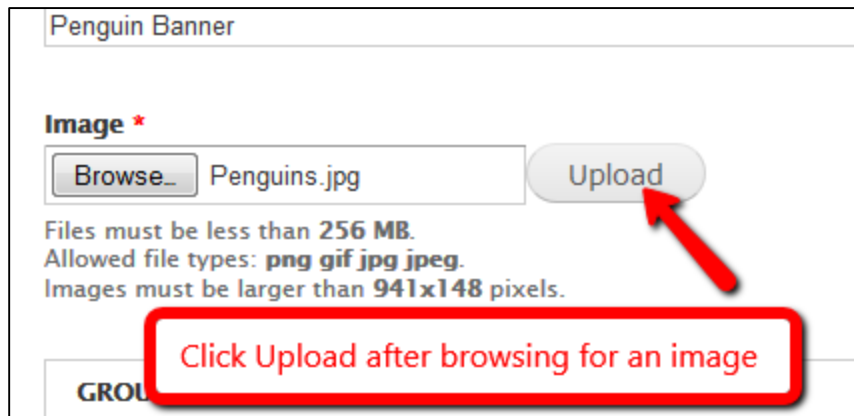 Penguin Banner
Image *
Browse_ Penguins.jpg Upload
Files must be less than 256 MB.
Allowed file types: png gif jpg jpeg.
Images must be larger than 941x148 pixels.
Click Upload after browsing for an image